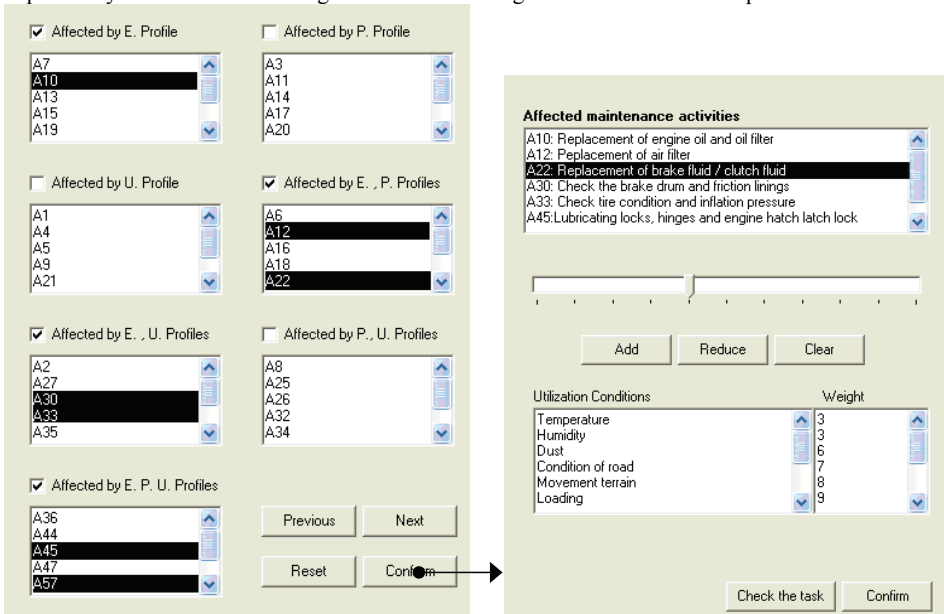 Affected by E. Profile
A7
A10
A13
A15
A19
Affected by P. Profile
A3
A11
A14
A17
A20
Affected by U. Profile
A1
A4
A5
A9
A21
Affected by E. , P. Profiles
A6
A12
A16
A18
A22
Affected by E. , U. Profiles
A2
A27
A30
A33
A35
Affected by P., U. Profiles
A8
A25
A26
A32
A34
Affected by E. P. U. Profiles
A36
A44
A45
A47
A57
Previous
Next
Reset
Confirm
Affected maintenance activities
A10: Replacement of engine oil and oil filter
A12: Peplacement of air filter
A22: Replacement of brake fluid / clutch fluid
A30: Check the brake drum and friction linings
A33: Check tire condition and inflation pressure
A45:Lubricating locks, hinges and engine hatch latch lock
Add
Reduce
Clear
Utilization Conditions Weight
Temperature 3
Humidity 3
Dust 6
Condition of road 7
Movement terrain 8
Loading 9
Check the task
Confirm